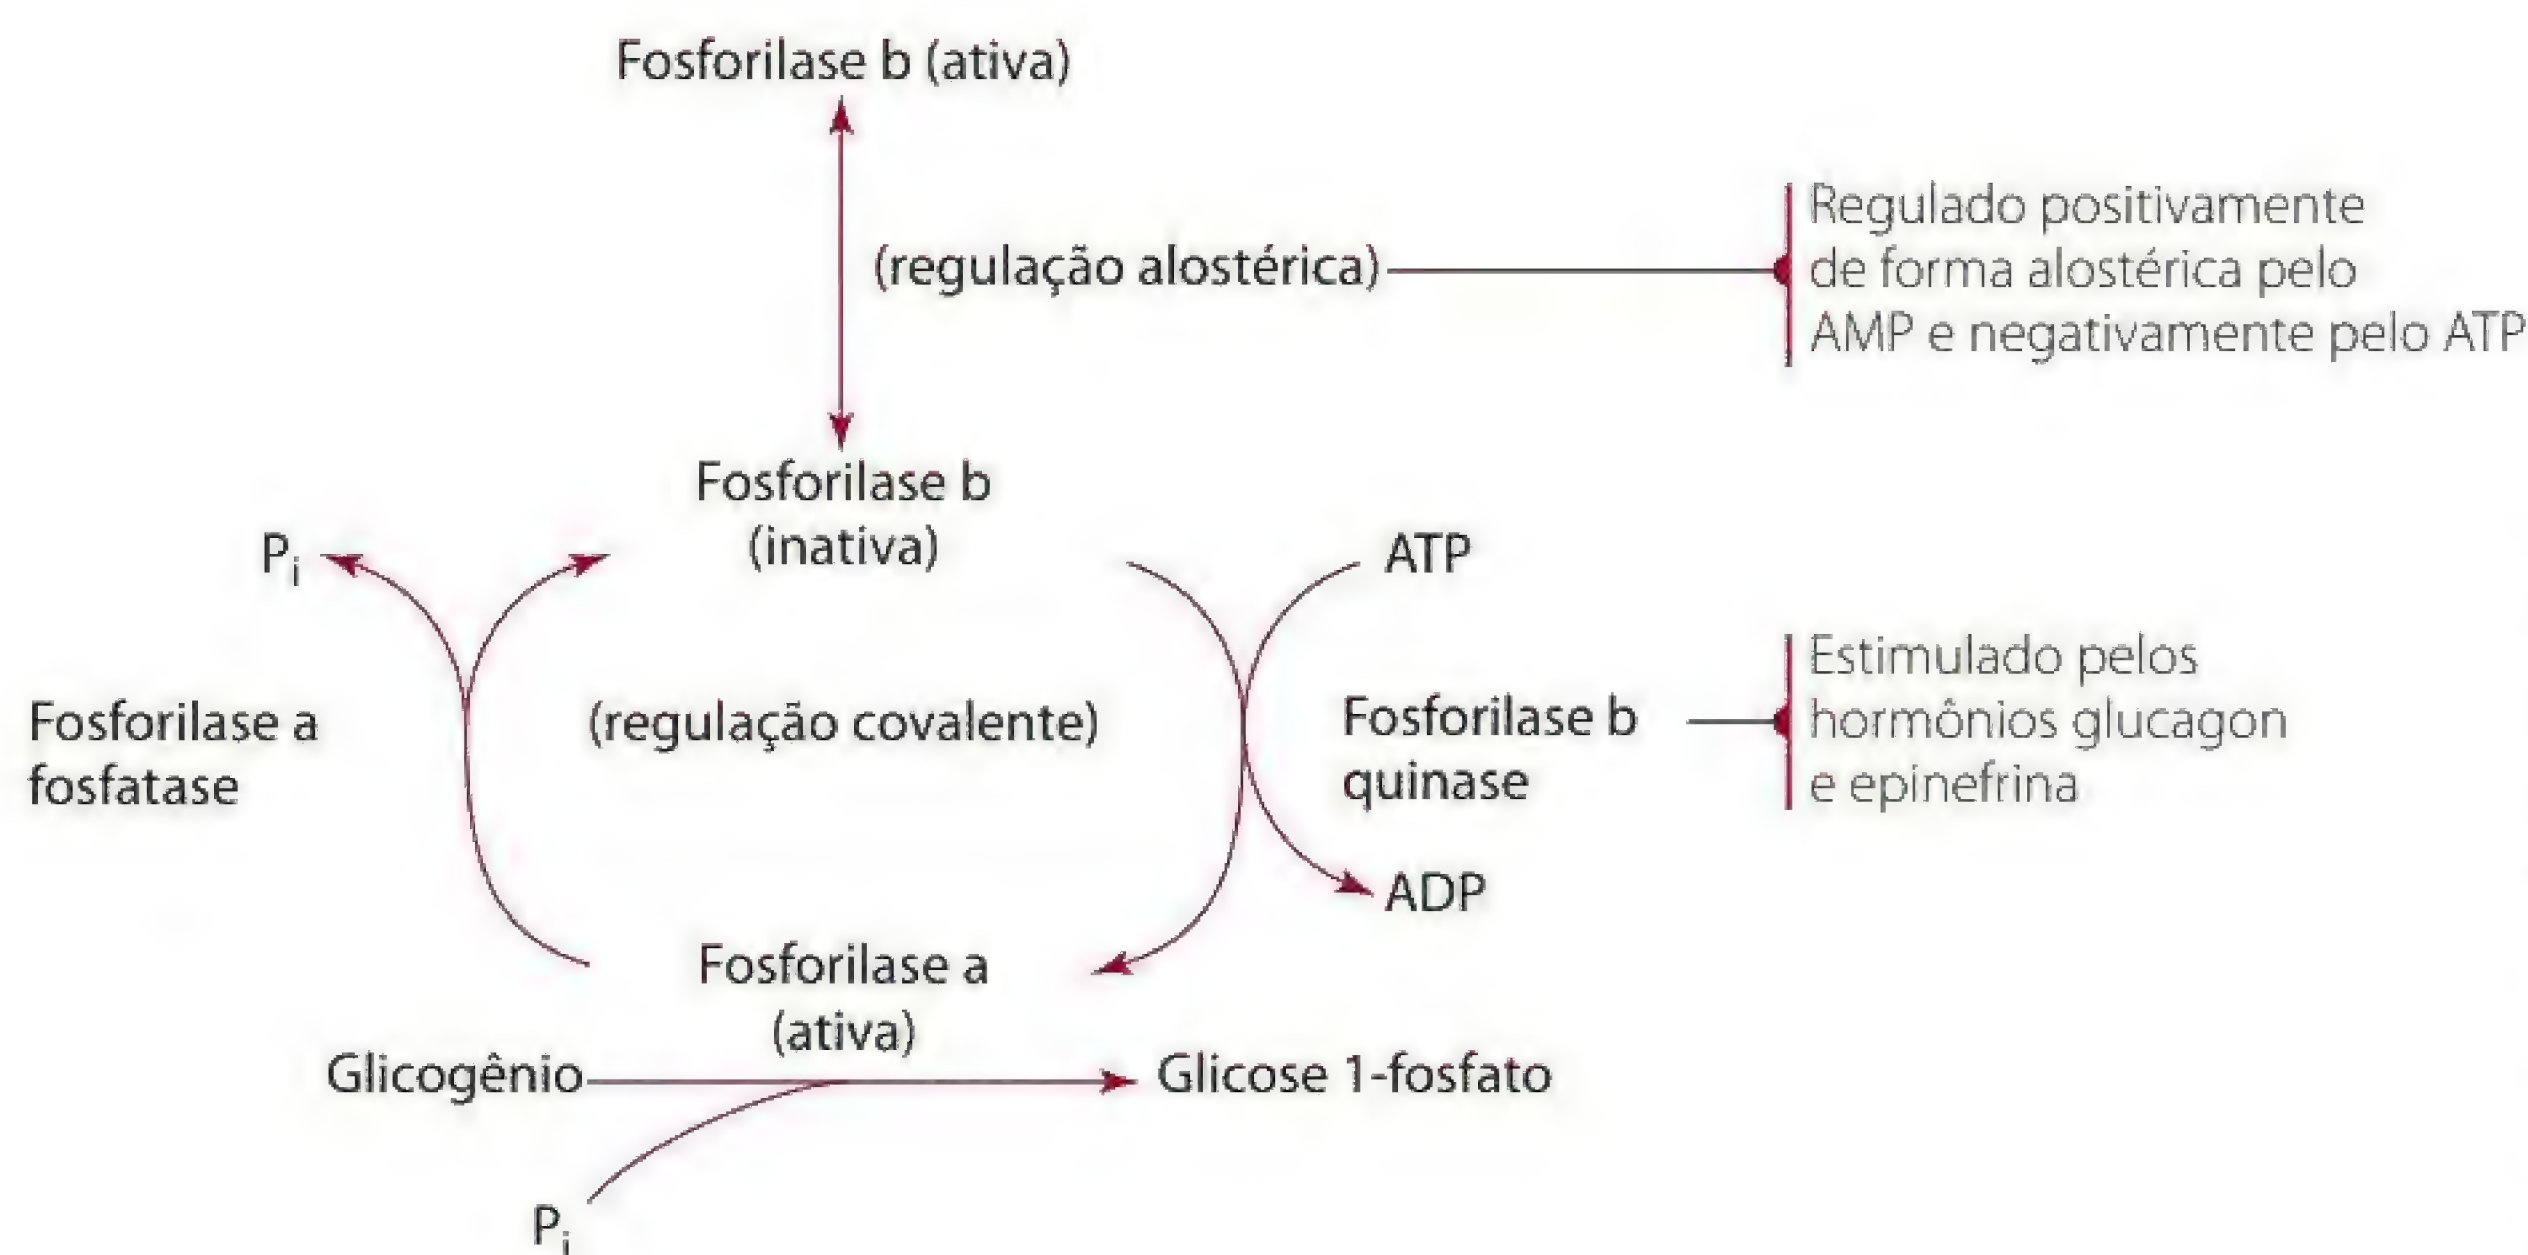 Fosforilase b (ativa)
(regulação alostérica)
Regulado positivamente
de forma alostérica pelo
AMP e negativamente pelo ATP
Fosforilase b
(inativa)
Pi
ATP
Fosforilase a
fosfatase
(regulação covalente)
Fosforilase b
quinase
Estimulado pelos
hormônios glucagon
e epinefrina
ADP
Fosforilase a
(ativa)
Glicogênio
Glicose 1-fosfato
Pi